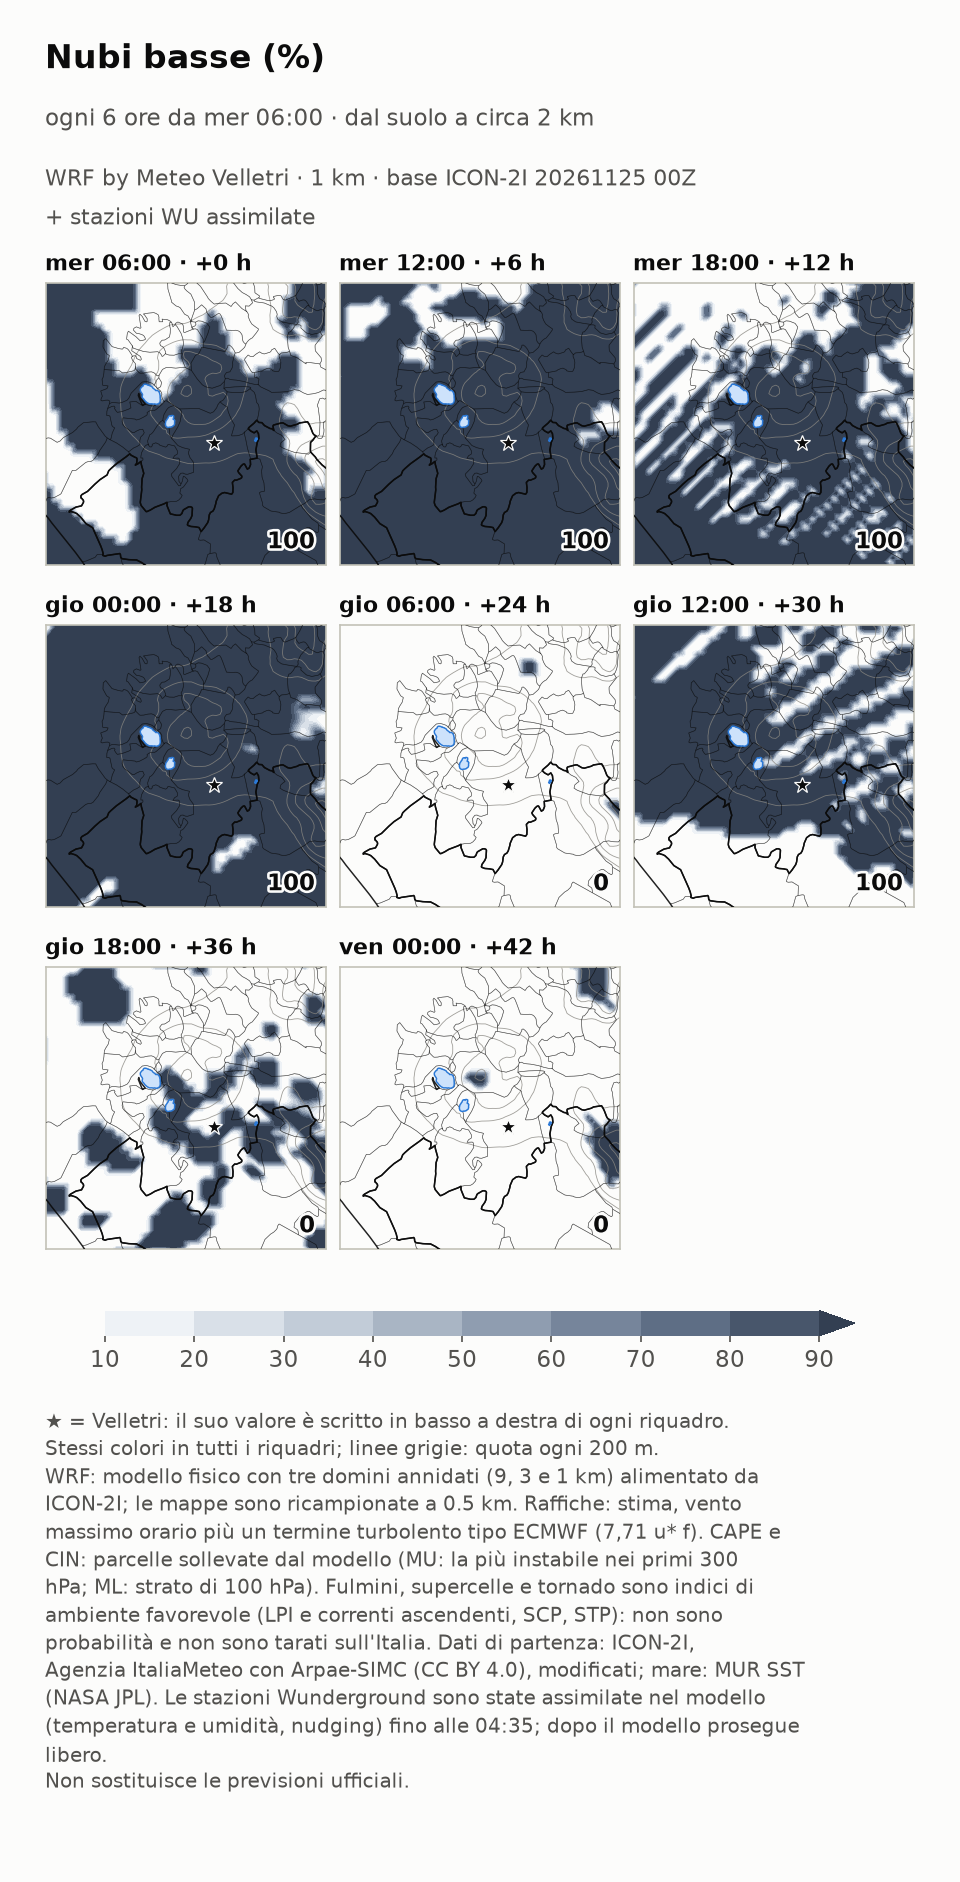 Nubi basse (%)
ogni 6 ore da mer 06:00 · dal suolo a circa 2 km
WRF by Meteo Velletri · 1 km · base ICON-2I 20261125 00Z
+ stazioni WU assimilate
mer 06:00 · +0 h
mer 12:00 · +6 h
mer 18:00 · +12 h
100
100
100
gio 00:00 · +18 h
gio 06:00 · +24 h
gio 12:00 · +30 h
100
0
100
gio 18:00 · +36 h
ven 00:00 · +42 h
0
0
10 20 30 40 50 60 70 80 90
★ = Velletri: il suo valore è scritto in basso a destra di ogni riquadro.
Stessi colori in tutti i riquadri; linee grigie: quota ogni 200 m.
WRF: modello fisico con tre domini annidati (9, 3 e 1 km) alimentato da
ICON-2I; le mappe sono ricampionate a 0.5 km. Raffiche: stima, vento
massimo orario più un termine turbolento tipo ECMWF (7,71 u* f). CAPE e
CIN: parcelle sollevate dal modello (MU: la più instabile nei primi 300
hPa; ML: strato di 100 hPa). Fulmini, supercelle e tornado sono indici di
ambiente favorevole (LPI e correnti ascendenti, SCP, STP): non sono
probabilità e non sono tarati sull'Italia. Dati di partenza: ICON-2I,
Agenzia ItaliaMeteo con Arpae-SIMC (CC BY 4.0), modificati; mare: MUR SST
(NASA JPL). Le stazioni Wunderground sono state assimilate nel modello
(temperatura e umidità, nudging) fino alle 04:35; dopo il modello prosegue
libero.
Non sostituisce le previsioni ufficiali.